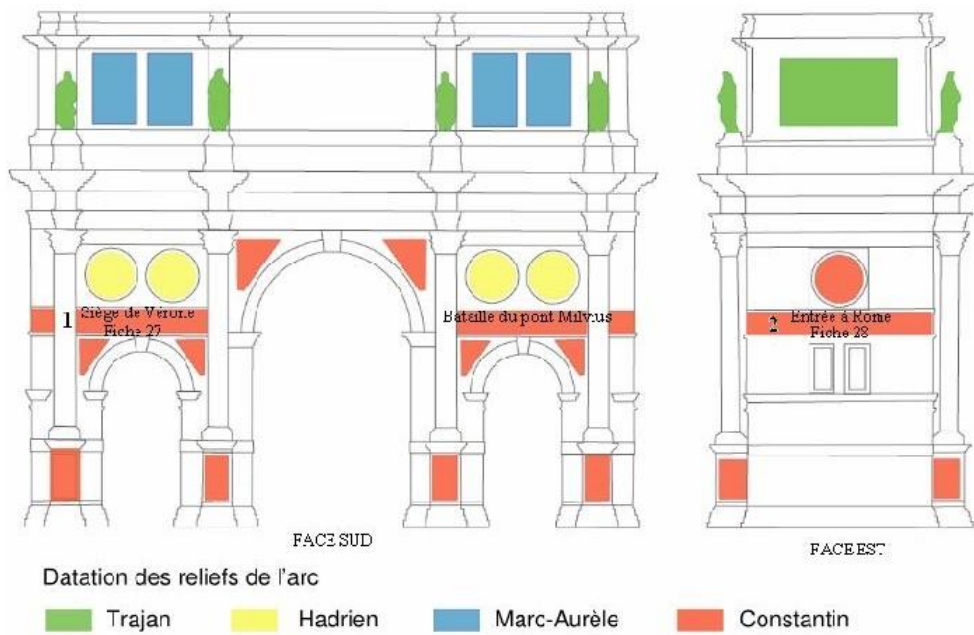 1 Siège de Vérone
Fiche 27
Bataille du pont Milvius
2 Entrée à Rome
Fiche 28
FACE SUD
FACE EST
Datation des reliefs de l'arc
Trajan Hadrien Marc-Aurèle Constantin